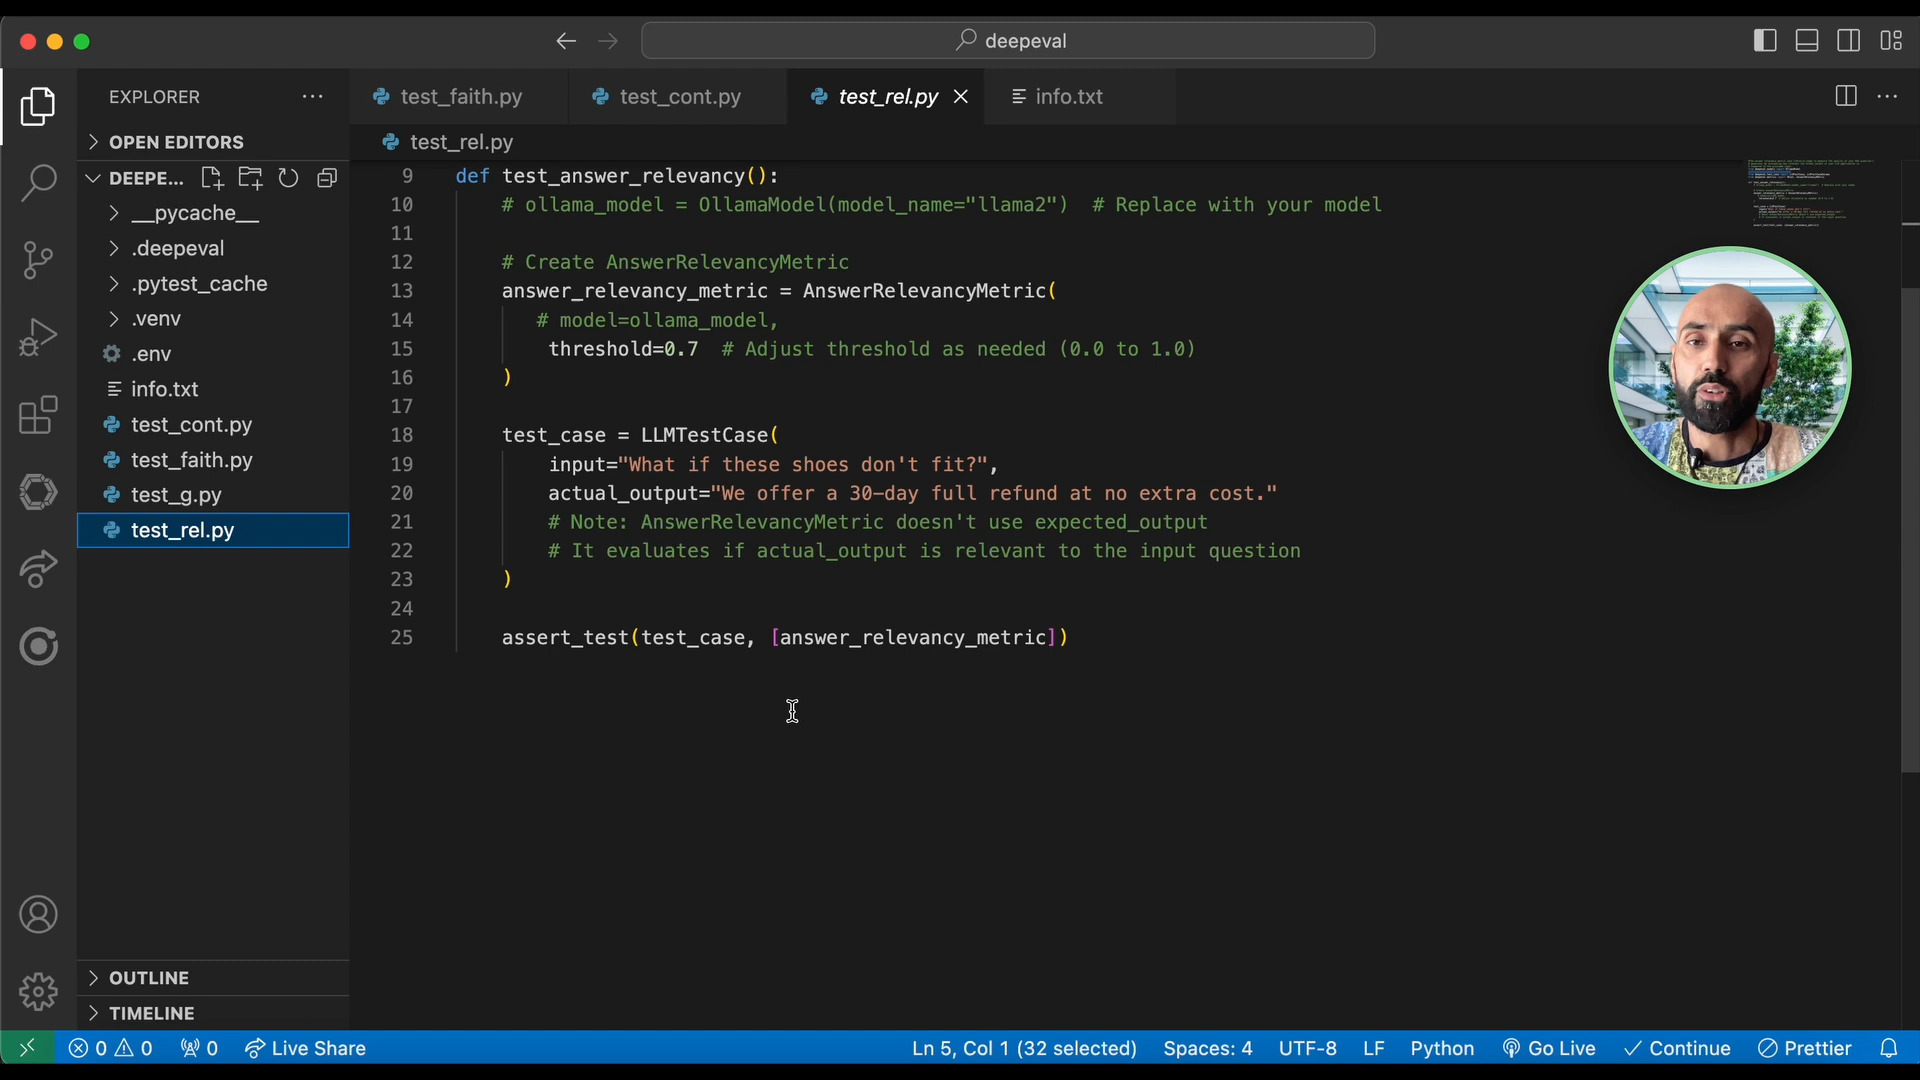 deepeval
EXPLORER
test_faith.py
test_cont.py
test_rel.py
info.txt
OPEN EDITORS
test_rel.py
DEEPE...
__pycache__
.deepeval
.pytest_cache
.venv
.env
info.txt
test_cont.py
test_faith.py
test_g.py
test_rel.py
OUTLINE
TIMELINE
9 def test_answer_relevancy():
10 # ollama_model = OllamaModel(model_name="llama2")  # Replace with your model
11
12 # Create AnswerRelevancyMetric
13 answer_relevancy_metric = AnswerRelevancyMetric(
14 # model=ollama_model,
15 threshold=0.7  # Adjust threshold as needed (0.0 to 1.0)
16 )
17
18 test_case = LLMTestCase(
19 input="What if these shoes don't fit?",
20 actual_output="We offer a 30-day full refund at no extra cost."
21 # Note: AnswerRelevancyMetric doesn't use expected_output
22 # It evaluates if actual_output is relevant to the input question
23 )
24
25 assert_test(test_case, [answer_relevancy_metric])
0 0 0 Live Share Ln 5, Col 1 (32 selected) Spaces: 4 UTF-8 LF Python Go Live Continue Prettier